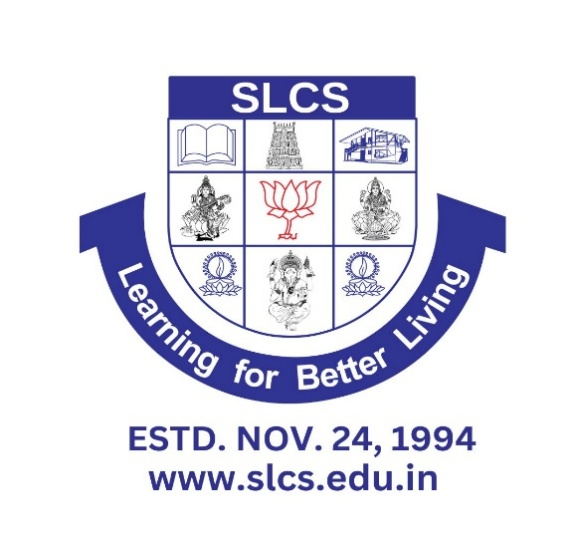 SLCS
Learning for Better Living
ESTD. NOV. 24, 1994
www.slcs.edu.in